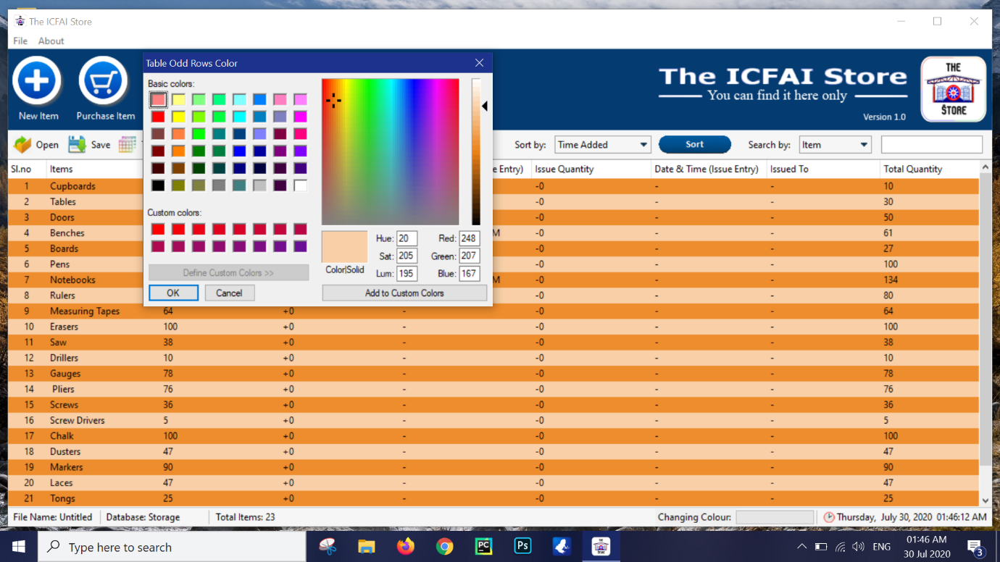 The ICFAI Store
File About
New Item
Purchase Item
The ICFAI Store
You can find it here only
Version 1.0
THE
STORE
Open Save
Sort by: Time Added Sort Search by: Item
Table Odd Rows Color
Basic colors:
Custom colors:
Define Custom Colors >>
OK Cancel
Color|Solid
Hue: 20 Red: 248
Sat: 205 Green: 207
Lum: 195 Blue: 167
Add to Custom Colors
Sl.no Items e Entry) Issue Quantity Date & Time (Issue Entry) Issued To Total Quantity
1 Cupboards -0 - - 10
2 Tables -0 - - 30
3 Doors -0 - - 50
4 Benches M -0 - - 61
5 Boards -0 - - 27
6 Pens -0 - - 100
7 Notebooks M -0 - - 134
8 Rulers -0 - - 80
9 Measuring Tapes 64 +0 - -0 - - 64
10 Erasers 100 +0 - -0 - - 100
11 Saw 38 +0 - -0 - - 38
12 Drillers 10 +0 - -0 - - 10
13 Gauges 78 +0 - -0 - - 78
14 Pliers 76 +0 - -0 - - 76
15 Screws 36 +0 - -0 - - 36
16 Screw Drivers 5 +0 - -0 - - 5
17 Chalk 100 +0 - -0 - - 100
18 Dusters 47 +0 - -0 - - 47
19 Markers 90 +0 - -0 - - 90
20 Laces 47 +0 - -0 - - 47
21 Tongs 25 +0 - -0 - - 25
File Name: Untitled Database: Storage Total Items: 23 Changing Colour: Thursday, July 30, 2020 01:46:12 AM
Type here to search
PC
Ps
ENG
01:46 AM
30 Jul 2020
3